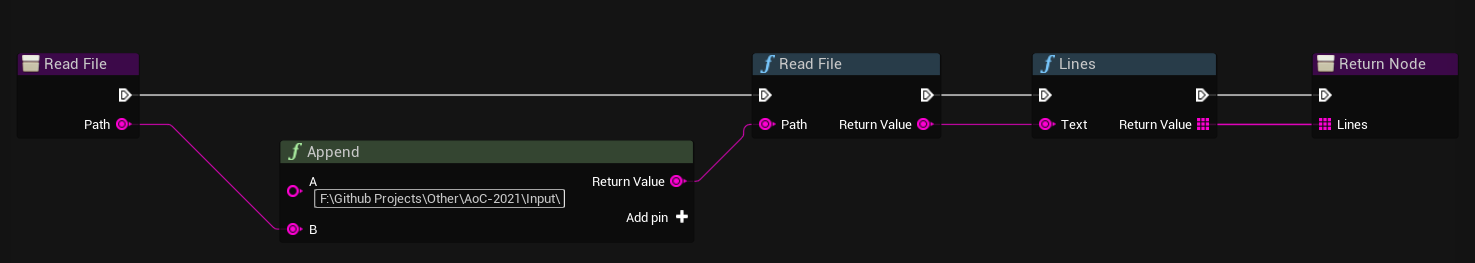 Read File
Path
Append
A
F:\Github Projects\Other\AoC-2021\Input\
B
Return Value
Add pin
Read File
Path
Return Value
Lines
Text
Return Value
Return Node
Lines